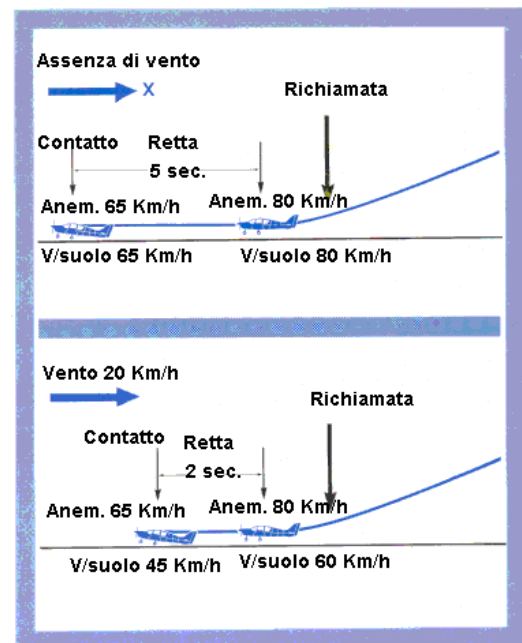 Assenza di vento
X
Richiamata
Contatto Retta
5 sec.
Anem. 65 Km/h Anem. 80 Km/h
V/suolo 65 Km/h V/suolo 80 Km/h
Vento 20 Km/h
Richiamata
Contatto Retta
2 sec.
Anem. 65 Km/h Anem. 80 Km/h
V/suolo 45 Km/h V/suolo 60 Km/h